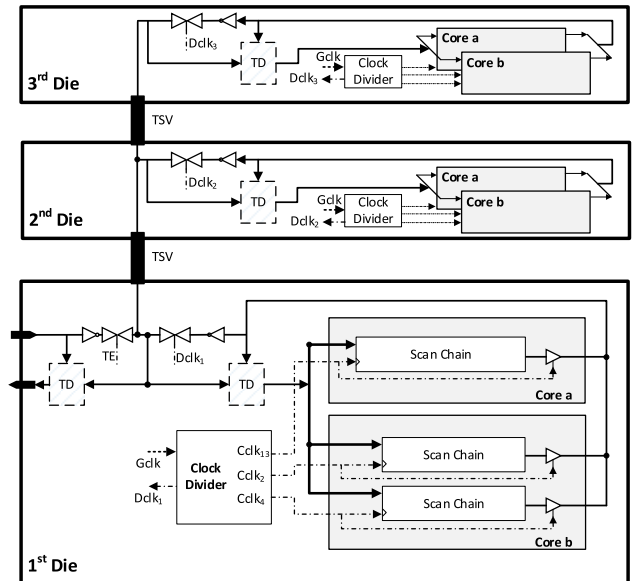 Dclk3
TD
Gclk
Dclk3
Clock
Divider
Core a
Core b
3rd Die
TSV
Dclk2
TD
Gclk
Dclk2
Clock
Divider
Core a
Core b
2nd Die
TSV
TE
Dclk1
TD
TD
Scan Chain
Core a
Gclk
Dclk1
Clock
Divider
Cclk13
Cclk2
Cclk4
Scan Chain
Scan Chain
Core b
1st Die